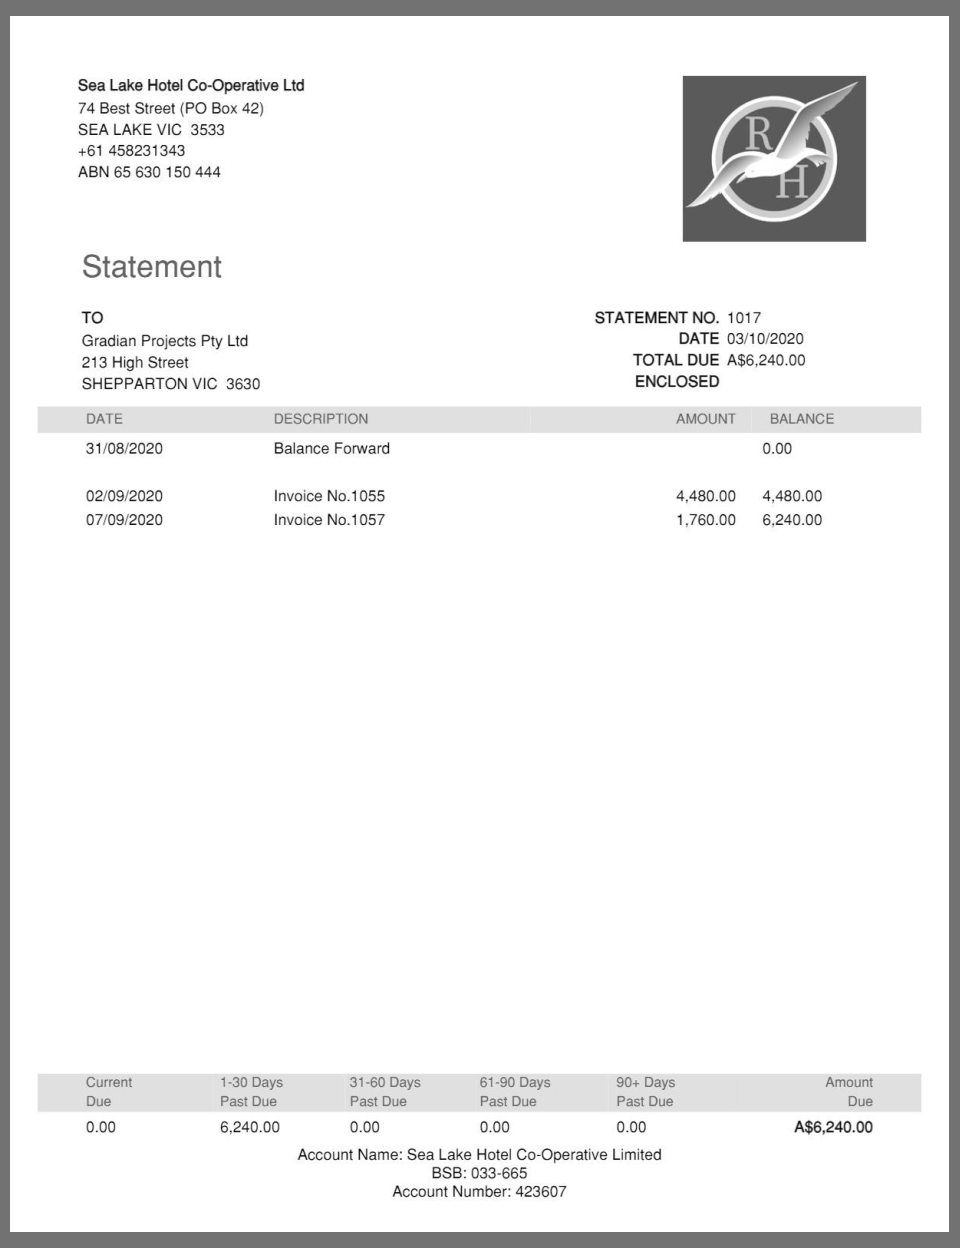 Sea Lake Hotel Co-Operative Ltd
74 Best Street (PO Box 42)
SEA LAKE VIC 3533
+61 458231343
ABN 65 630 150 444
R
H
Statement
TO
Gradian Projects Pty Ltd
213 High Street
SHEPPARTON VIC 3630
STATEMENT NO. 1017
DATE 03/10/2020
TOTAL DUE A$6,240.00
ENCLOSED
DATE DESCRIPTION AMOUNT BALANCE
31/08/2020 Balance Forward 0.00
02/09/2020 Invoice No.1055 4,480.00 4,480.00
07/09/2020 Invoice No.1057 1,760.00 6,240.00
Current 1-30 Days 31-60 Days 61-90 Days 90+ Days Amount
Due Past Due Past Due Past Due Past Due Due
0.00 6,240.00 0.00 0.00 0.00 A$6,240.00
Account Name: Sea Lake Hotel Co-Operative Limited
BSB: 033-665
Account Number: 423607